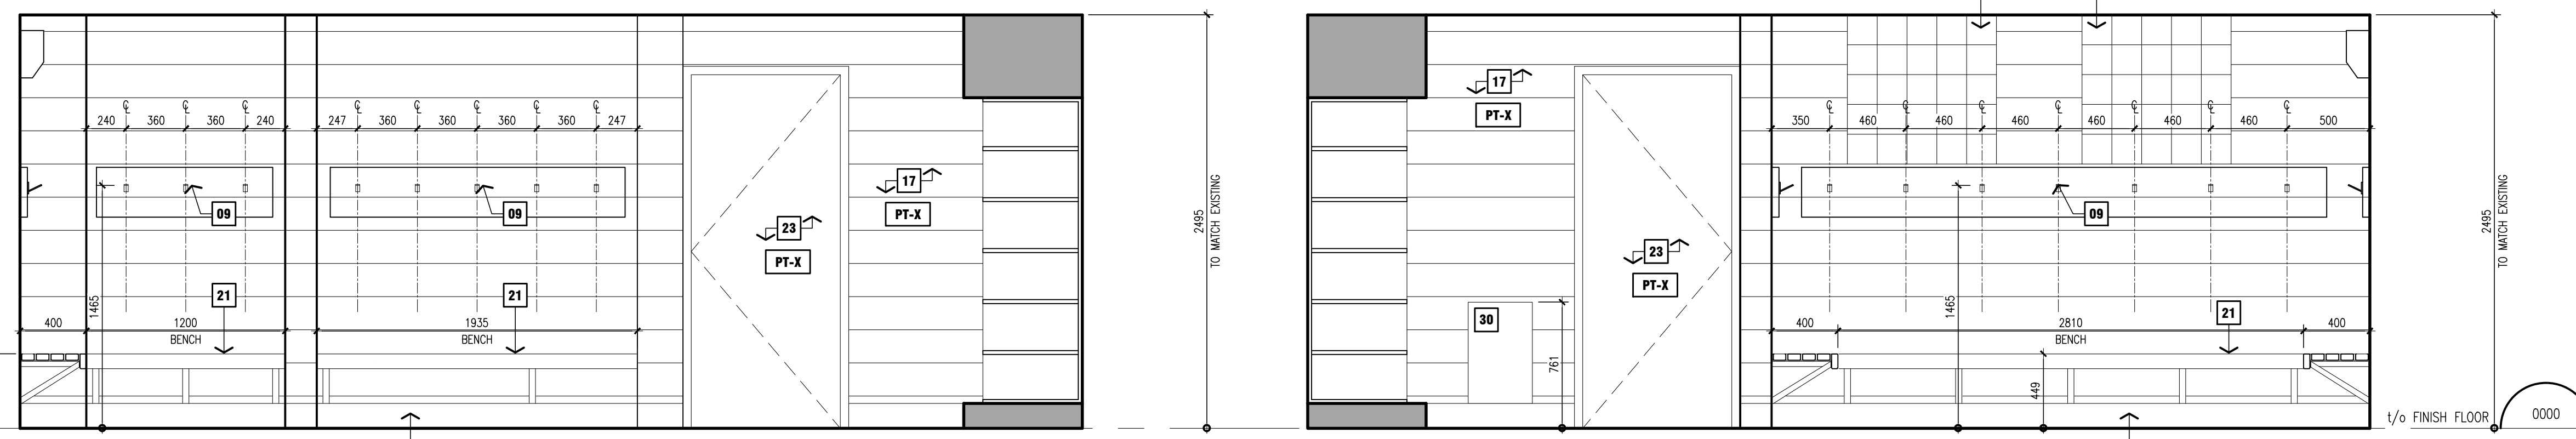 ℄ ℄ ℄ ℄ ℄ ℄ ℄ ℄
240 360 360 240 247 360 360 360 360 247
09 09
17
PT-X
23
PT-X
21 21
1465
400 1200 1935
BENCH BENCH
2495
TO MATCH EXISTING
17
PT-X
℄ ℄ ℄ ℄ ℄ ℄ ℄
350 460 460 460 460 460 460 500
09
23
PT-X
30
761
1465
21
400 2810 400
BENCH
449
2495
TO MATCH EXISTING
t/o FINISH FLOOR
0000